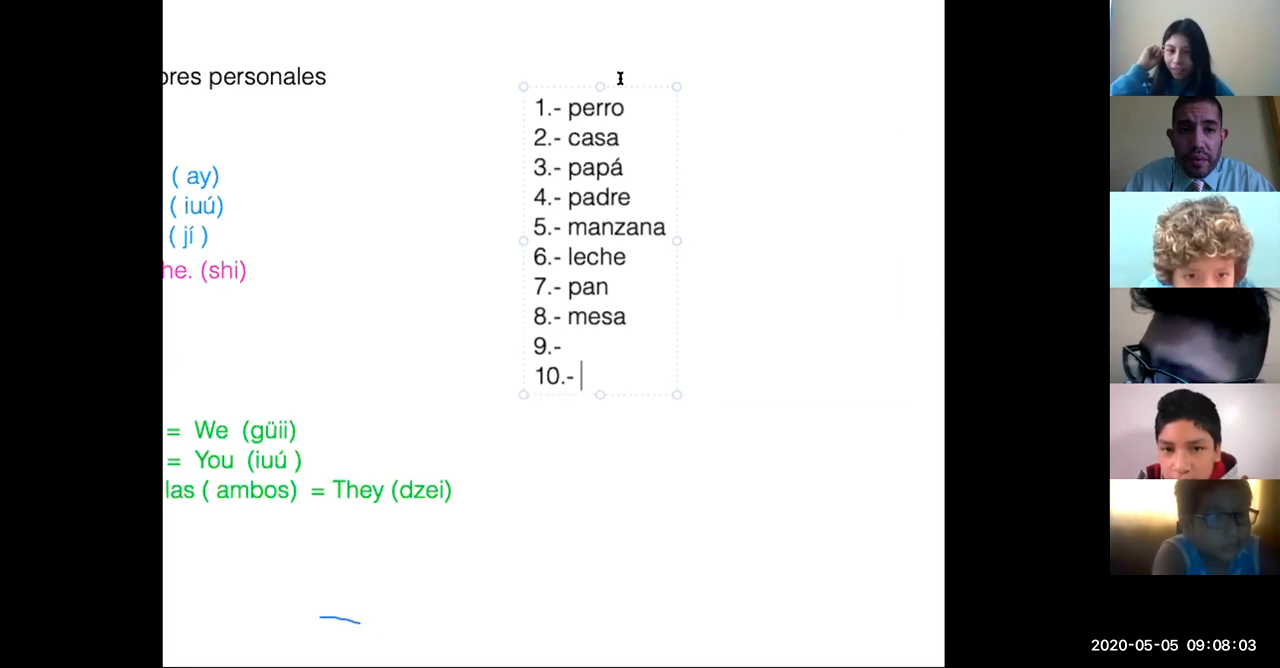 ores personales
( ay)
( iuú)
( jí )
he. (shi)
= We (güii)
= You (iuú )
las ( ambos) = They (dzei)
1.- perro
2.- casa
3.- papá
4.- padre
5.- manzana
6.- leche
7.- pan
8.- mesa
9.-
10.-
2020-05-05 09:08:03